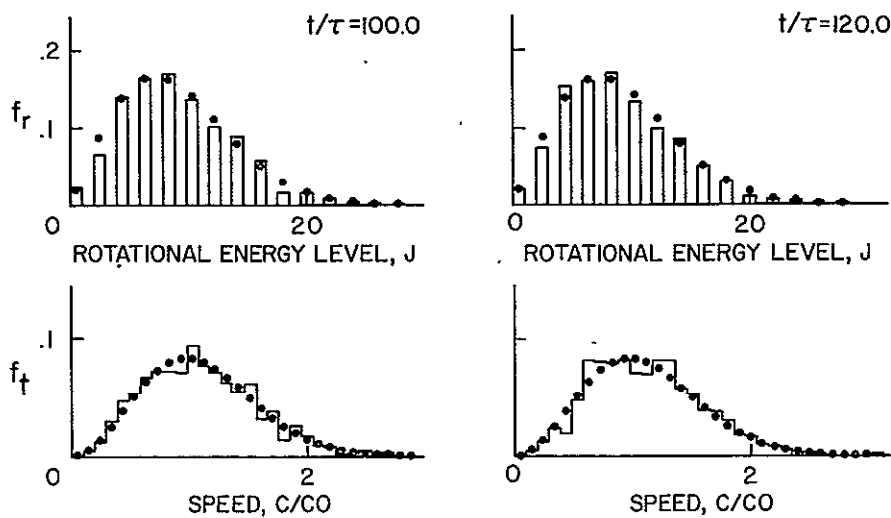 t/τ=100.0
.2
f_r
.1
0
20
ROTATIONAL ENERGY LEVEL, J
t/τ=120.0
0
20
ROTATIONAL ENERGY LEVEL, J
.1
f_t
0
2
SPEED, C/CO
0
2
SPEED, C/CO